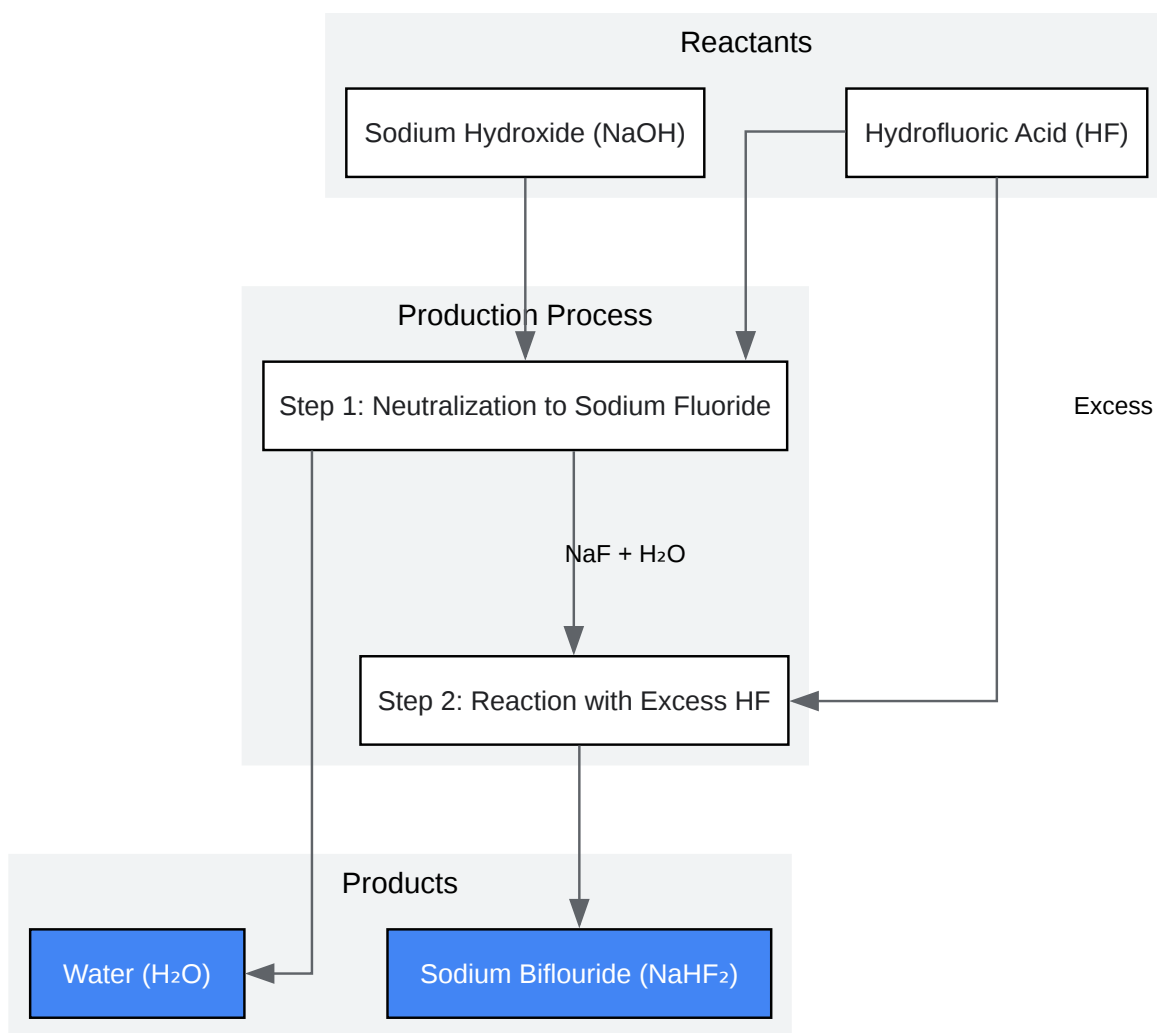 Reactants
Sodium Hydroxide (NaOH)
Hydrofluoric Acid (HF)
Production Process
Step 1: Neutralization to Sodium Fluoride
Excess
NaF + H₂O
Step 2: Reaction with Excess HF
Products
Water (H₂O)
Sodium Biflouride (NaHF₂)